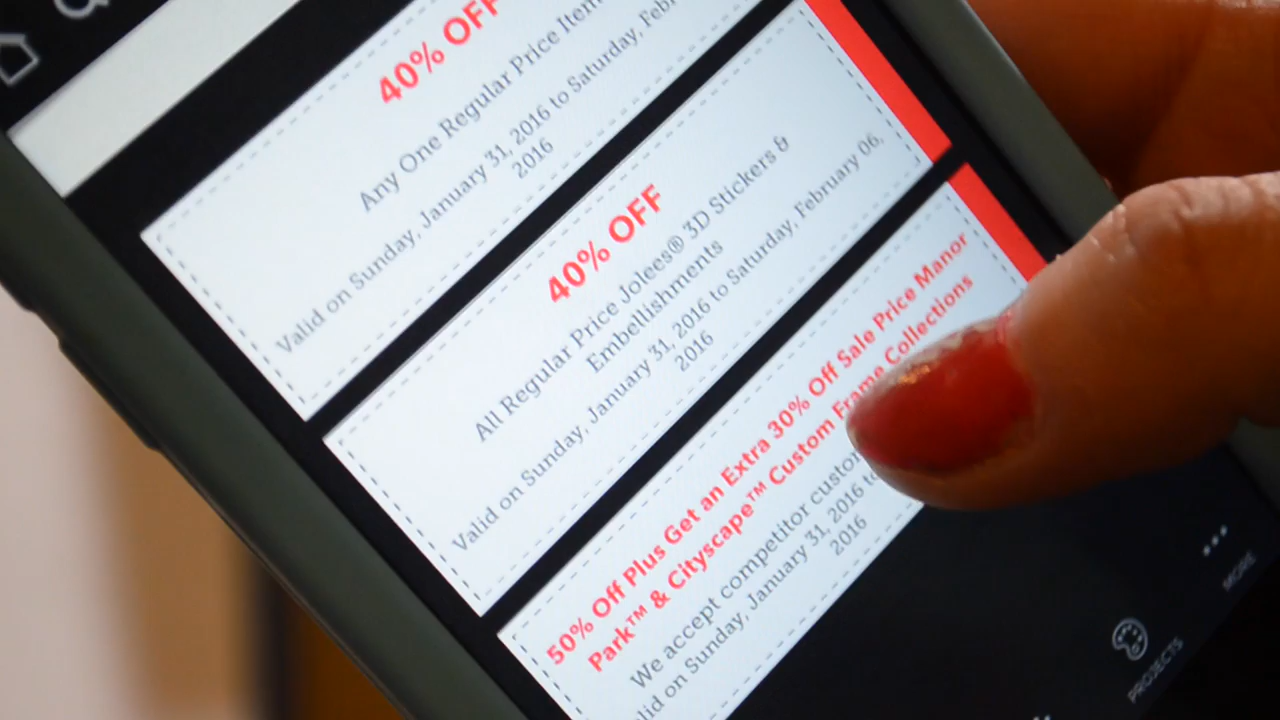 40% OFF
Any One Regular Price Item
Valid on Sunday, January 31, 2016 to Saturday,
2016
40% OFF
All Regular Price Jolees® 3D Stickers &
Embellishments
Valid on Sunday, January 31, 2016 to Saturday, February 06,
2016
50% Off Plus Get an Extra 30% Off Sale Price Manor
Park™ & Cityscape™ Custom Frame Collections
We accept competitor
on Sunday, January 31, 2016 to
2016
MORE
PROJECTS